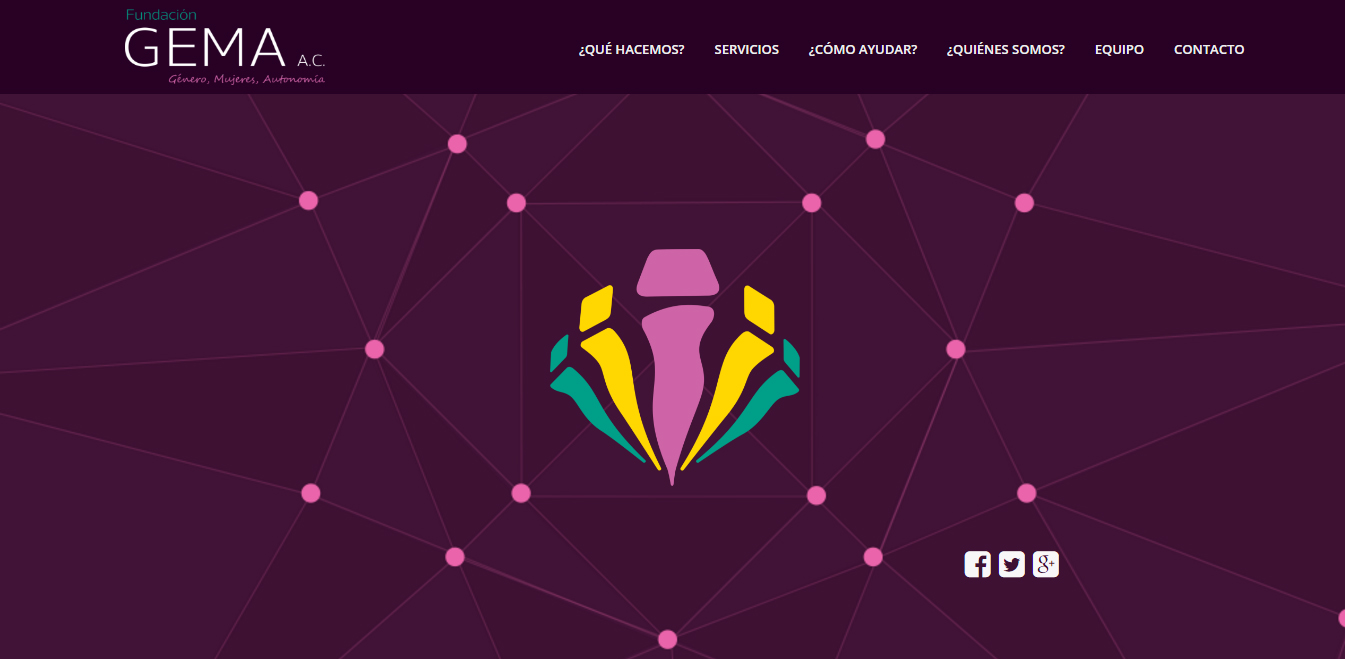 Fundación
GEMA A.C.
Género, Mujeres, Autonomía
¿QUÉ HACEMOS? SERVICIOS ¿CÓMO AYUDAR? ¿QUIÉNES SOMOS? EQUIPO CONTACTO